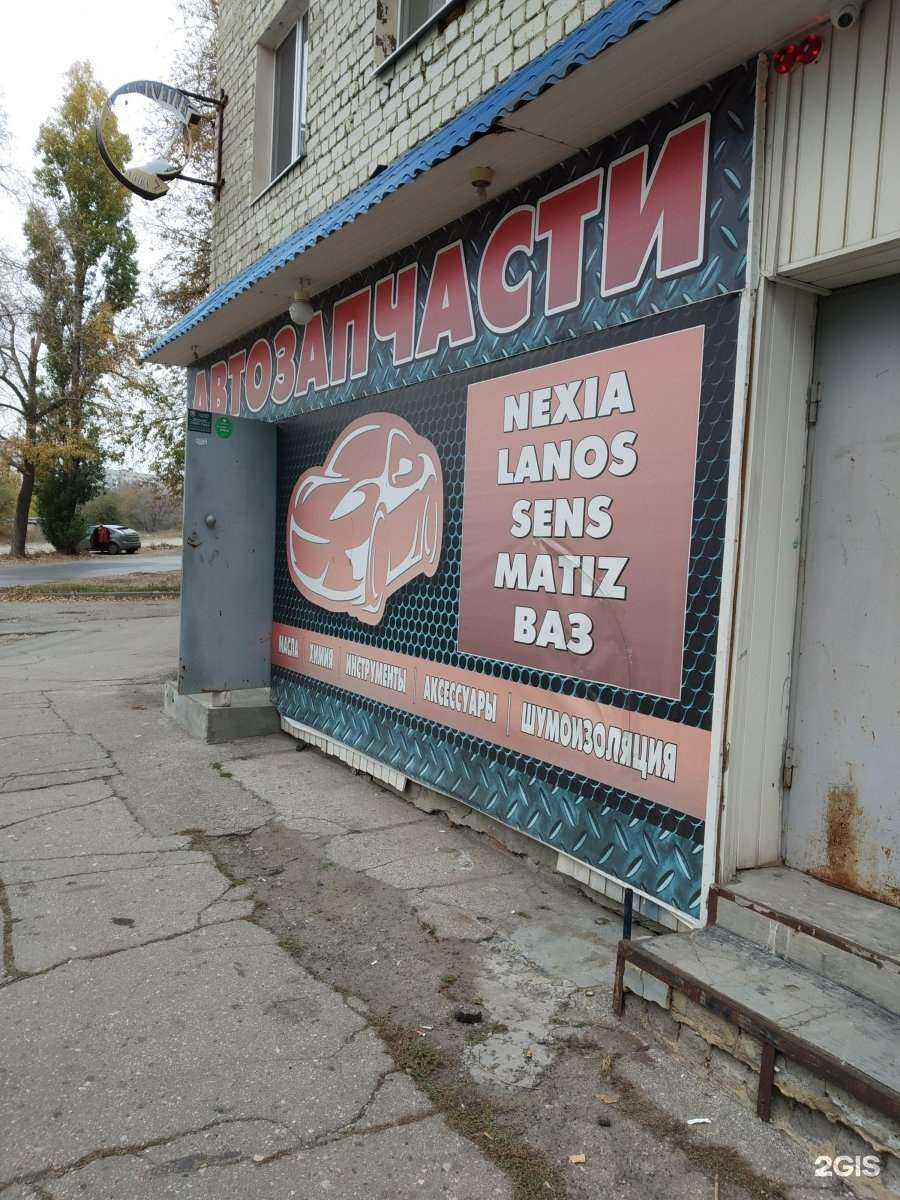 АВТОЗАПЧАСТИ
NEXIA
LANOS
SENS
MATIZ
ВАЗ
МАСЛА | ХИМИЯ | ИНСТРУМЕНТЫ | АКСЕССУАРЫ | ШУМОИЗОЛЯЦИЯ
2GIS